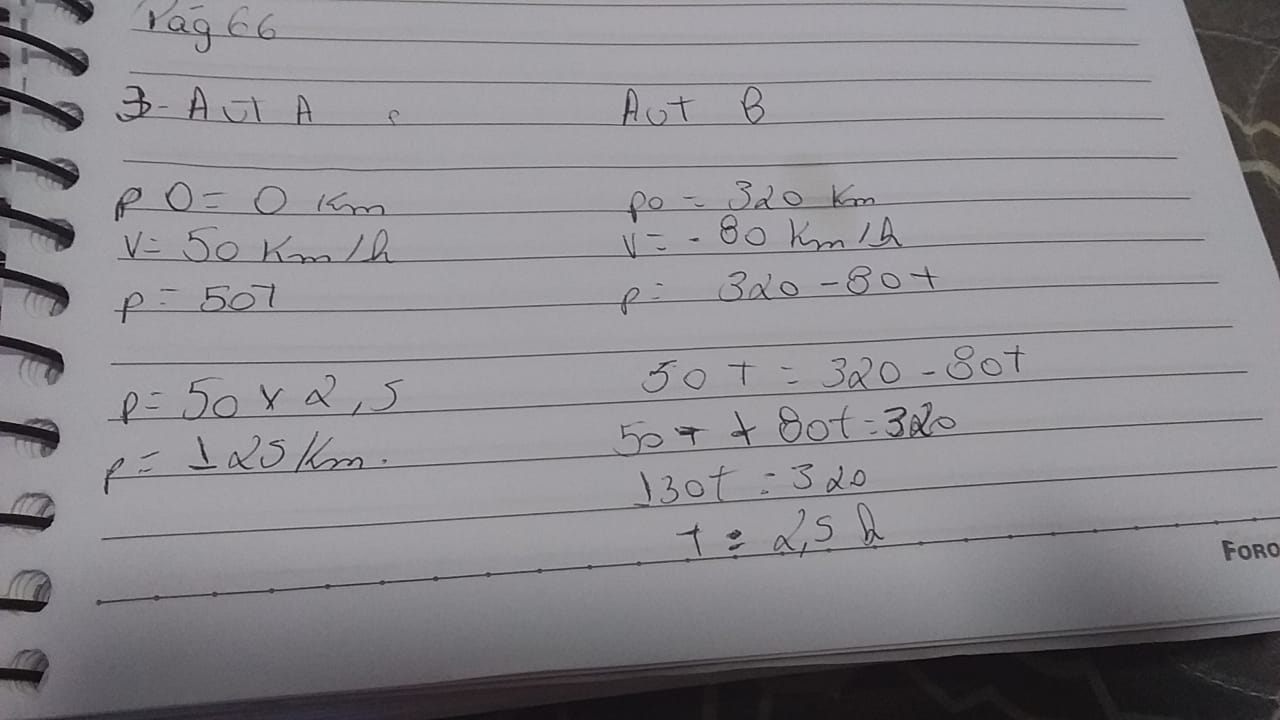 Pág 66
3- Aut A Aut B
p0 = 0 Km po = 320 Km
V = 50 Km/h V = -80 Km/h
p = 50t p = 320 - 80t
p = 50 x 2,5 50t = 320 - 80t
p = 125 Km. 50t + 80t = 320
130t = 320
t = 2,5 h
FORO